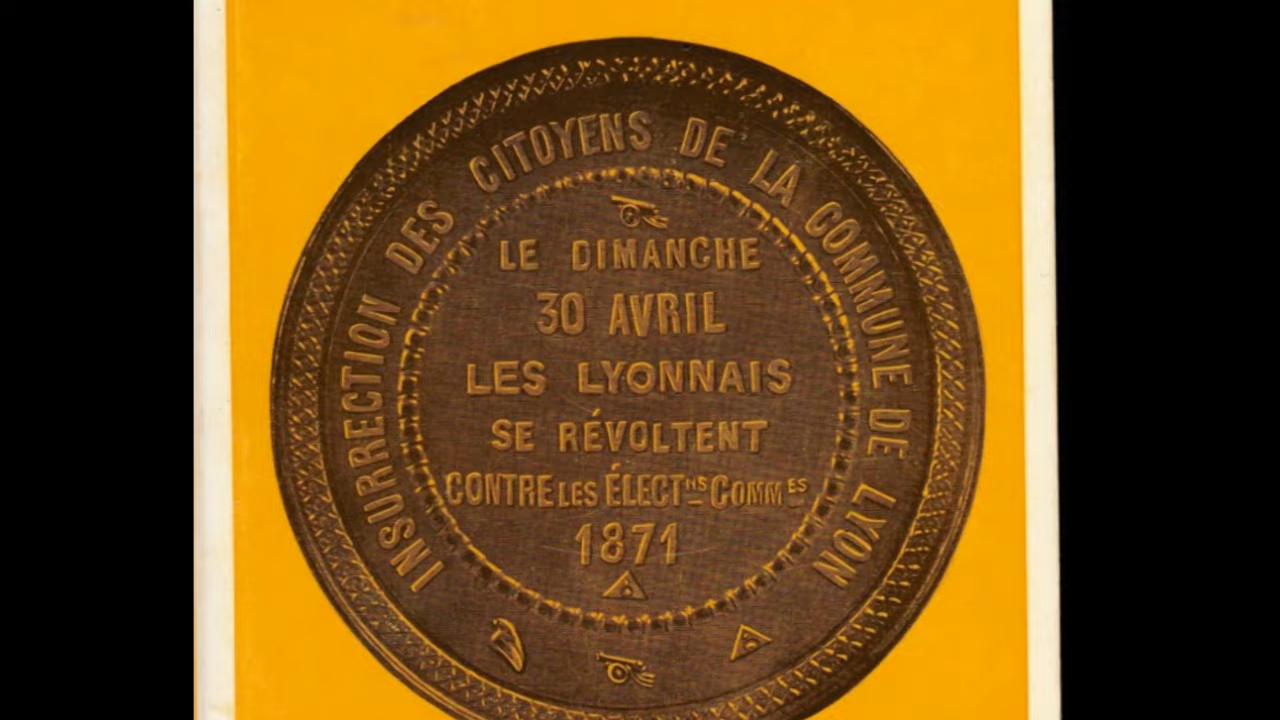 INSURRECTION DES CITOYENS DE LA COMMUNE DE LYON
LE DIMANCHE
30 AVRIL
LES LYONNAIS
SE RÉVOLTENT
CONTRE LES ÉLECTNS COMMES
1871